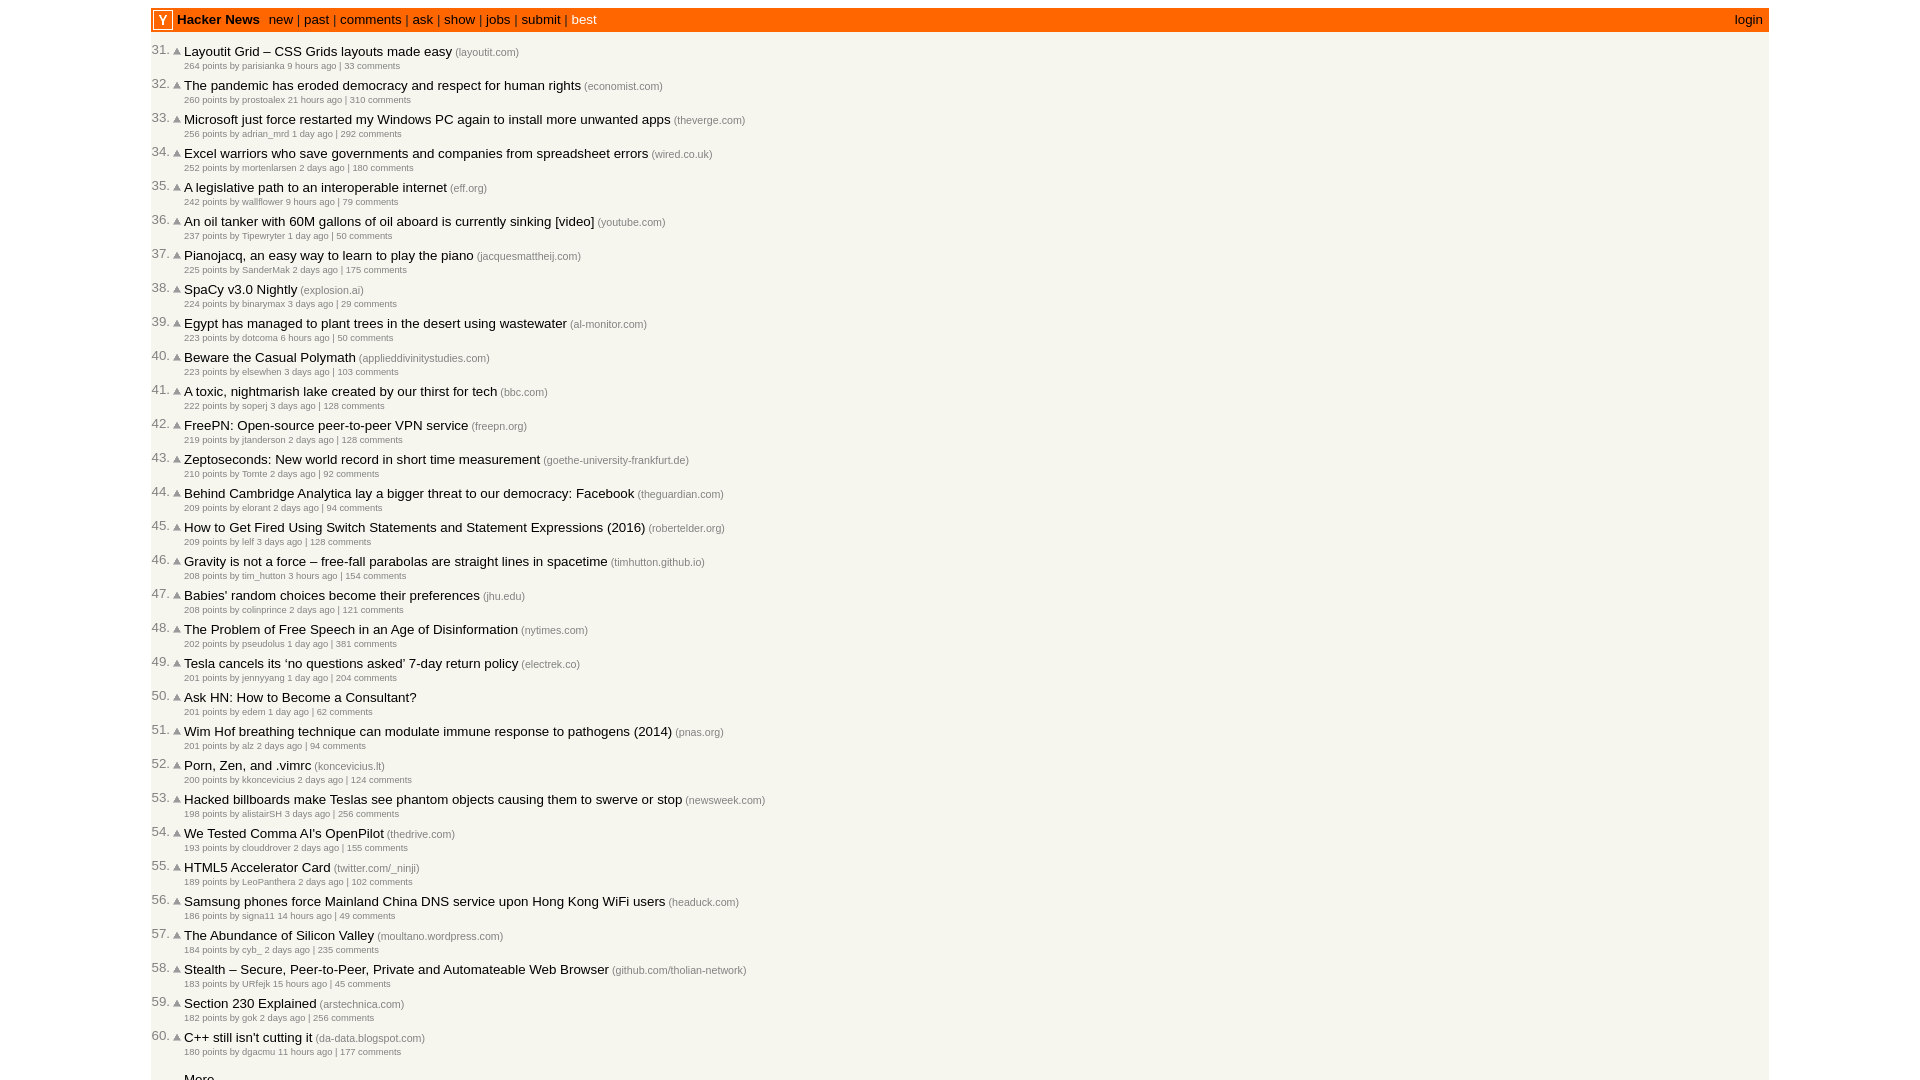 Y Hacker News new | past | comments | ask | show | jobs | submit | best login
31. Layoutit Grid – CSS Grids layouts made easy (layoutit.com)
264 points by parisianka 9 hours ago | 33 comments
32. The pandemic has eroded democracy and respect for human rights (economist.com)
260 points by prostoalex 21 hours ago | 310 comments
33. Microsoft just force restarted my Windows PC again to install more unwanted apps (theverge.com)
256 points by adrian_mrd 1 day ago | 292 comments
34. Excel warriors who save governments and companies from spreadsheet errors (wired.co.uk)
252 points by mortenlarsen 2 days ago | 180 comments
35. A legislative path to an interoperable internet (eff.org)
242 points by wallflower 9 hours ago | 79 comments
36. An oil tanker with 60M gallons of oil aboard is currently sinking [video] (youtube.com)
237 points by Tipewryter 1 day ago | 50 comments
37. Pianojacq, an easy way to learn to play the piano (jacquesmattheij.com)
225 points by SanderMak 2 days ago | 175 comments
38. SpaCy v3.0 Nightly (explosion.ai)
224 points by binarymax 3 days ago | 29 comments
39. Egypt has managed to plant trees in the desert using wastewater (al-monitor.com)
223 points by dotcoma 6 hours ago | 50 comments
40. Beware the Casual Polymath (applieddivinitystudies.com)
223 points by elsewhen 3 days ago | 103 comments
41. A toxic, nightmarish lake created by our thirst for tech (bbc.com)
222 points by soperj 3 days ago | 128 comments
42. FreePN: Open-source peer-to-peer VPN service (freepn.org)
219 points by jtanderson 2 days ago | 128 comments
43. Zeptoseconds: New world record in short time measurement (goethe-university-frankfurt.de)
210 points by Tomte 2 days ago | 92 comments
44. Behind Cambridge Analytica lay a bigger threat to our democracy: Facebook (theguardian.com)
209 points by elorant 2 days ago | 94 comments
45. How to Get Fired Using Switch Statements and Statement Expressions (2016) (robertelder.org)
209 points by lelf 3 days ago | 128 comments
46. Gravity is not a force – free-fall parabolas are straight lines in spacetime (timhutton.github.io)
208 points by tim_hutton 3 hours ago | 154 comments
47. Babies' random choices become their preferences (jhu.edu)
208 points by colinprince 2 days ago | 121 comments
48. The Problem of Free Speech in an Age of Disinformation (nytimes.com)
202 points by pseudolus 1 day ago | 381 comments
49. Tesla cancels its ‘no questions asked’ 7-day return policy (electrek.co)
201 points by jennyyang 1 day ago | 204 comments
50. Ask HN: How to Become a Consultant?
201 points by edem 1 day ago | 62 comments
51. Wim Hof breathing technique can modulate immune response to pathogens (2014) (pnas.org)
201 points by alz 2 days ago | 94 comments
52. Porn, Zen, and .vimrc (koncevicius.lt)
200 points by kkoncevicius 2 days ago | 124 comments
53. Hacked billboards make Teslas see phantom objects causing them to swerve or stop (newsweek.com)
198 points by alistairSH 3 days ago | 256 comments
54. We Tested Comma AI's OpenPilot (thedrive.com)
193 points by clouddrover 2 days ago | 155 comments
55. HTML5 Accelerator Card (twitter.com/_ninji)
189 points by LeoPanthera 2 days ago | 102 comments
56. Samsung phones force Mainland China DNS service upon Hong Kong WiFi users (headuck.com)
186 points by signa11 14 hours ago | 49 comments
57. The Abundance of Silicon Valley (moultano.wordpress.com)
184 points by cyb_ 2 days ago | 235 comments
58. Stealth – Secure, Peer-to-Peer, Private and Automateable Web Browser (github.com/tholian-network)
183 points by URfejk 15 hours ago | 45 comments
59. Section 230 Explained (arstechnica.com)
182 points by gok 2 days ago | 256 comments
60. C++ still isn't cutting it (da-data.blogspot.com)
180 points by dgacmu 11 hours ago | 177 comments
More